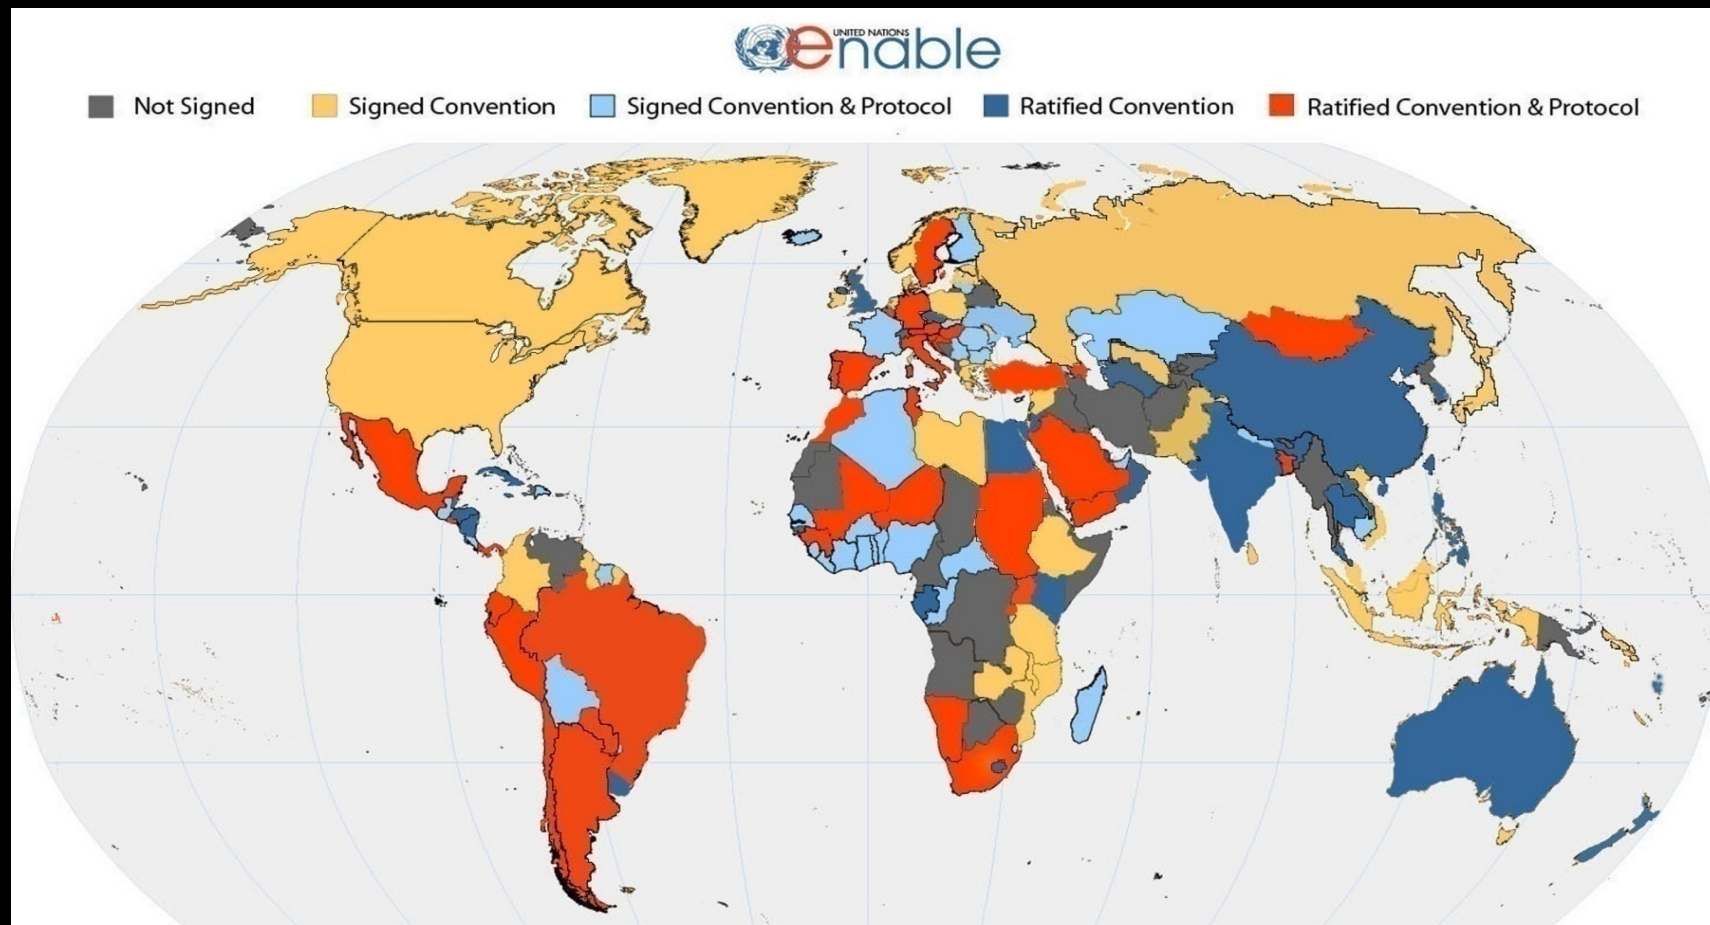 UNITED NATIONS
enable
Not Signed
Signed Convention
Signed Convention & Protocol
Ratified Convention
Ratified Convention & Protocol